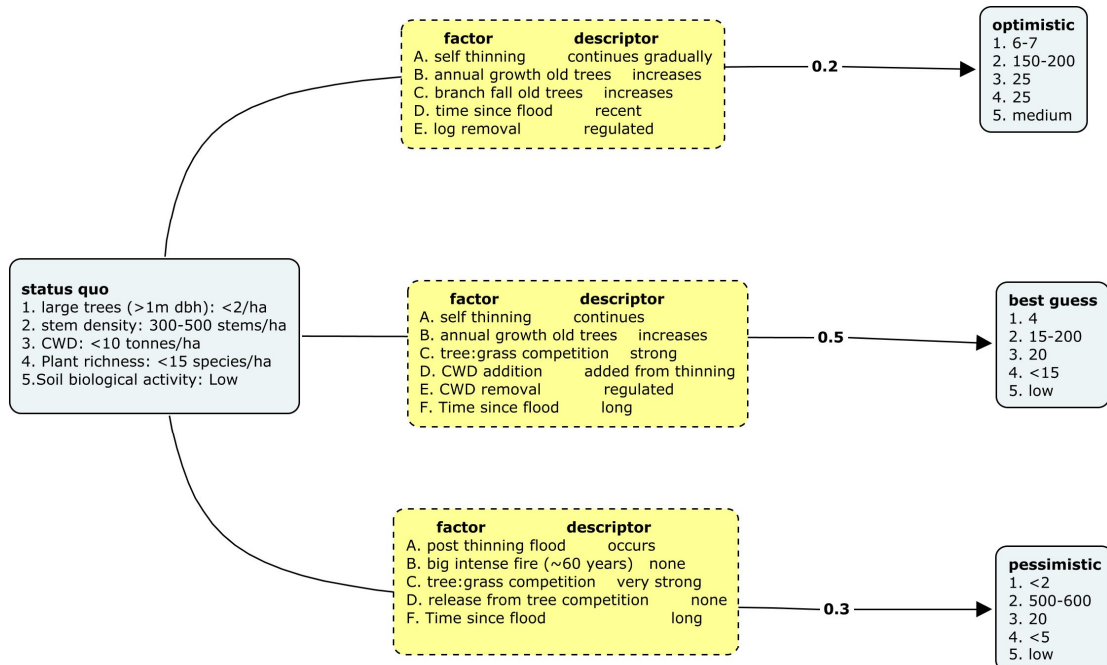 factor descriptor
A. self thinning continues gradually
B. annual growth old trees increases
C. branch fall old trees increases
D. time since flood recent
E. log removal regulated
0.2
optimistic
1. 6-7
2. 150-200
3. 25
4. 25
5. medium
status quo
1. large trees (>1m dbh): <2/ha
2. stem density: 300-500 stems/ha
3. CWD: <10 tonnes/ha
4. Plant richness: <15 species/ha
5.Soil biological activity: Low
factor descriptor
A. self thinning continues
B. annual growth old trees increases
C. tree:grass competition strong
D. CWD addition added from thinning
E. CWD removal regulated
F. Time since flood long
0.5
best guess
1. 4
2. 15-200
3. 20
4. <15
5. low
factor descriptor
A. post thinning flood occurs
B. big intense fire (~60 years) none
C. tree:grass competition very strong
D. release from tree competition none
F. Time since flood long
0.3
pessimistic
1. <2
2. 500-600
3. 20
4. <5
5. low